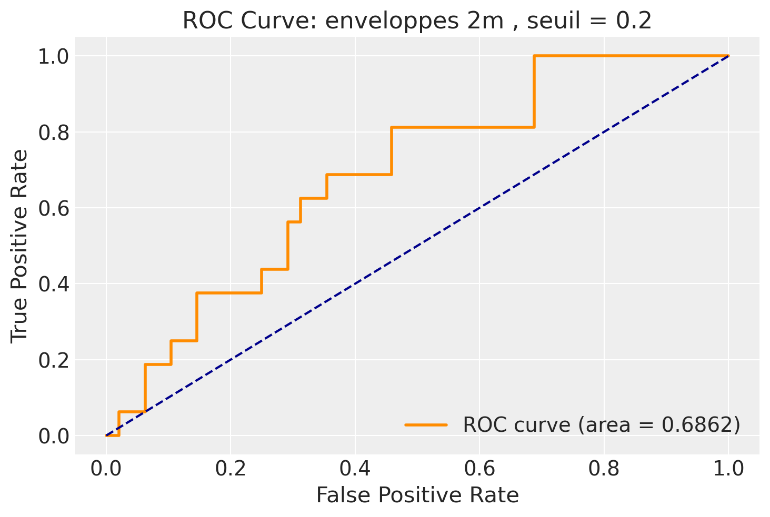 ROC Curve: enveloppes 2m , seuil = 0.2
True Positive Rate
1.0
0.8
0.6
0.4
0.2
0.0
ROC curve (area = 0.6862)
0.0 0.2 0.4 0.6 0.8 1.0
False Positive Rate